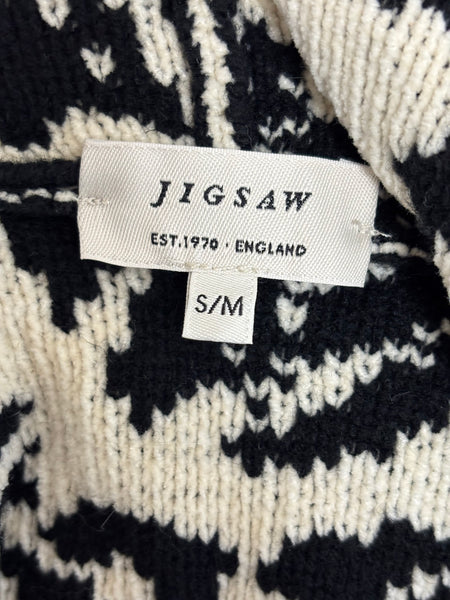 JIGSAW
EST.1970 · ENGLAND
S/M